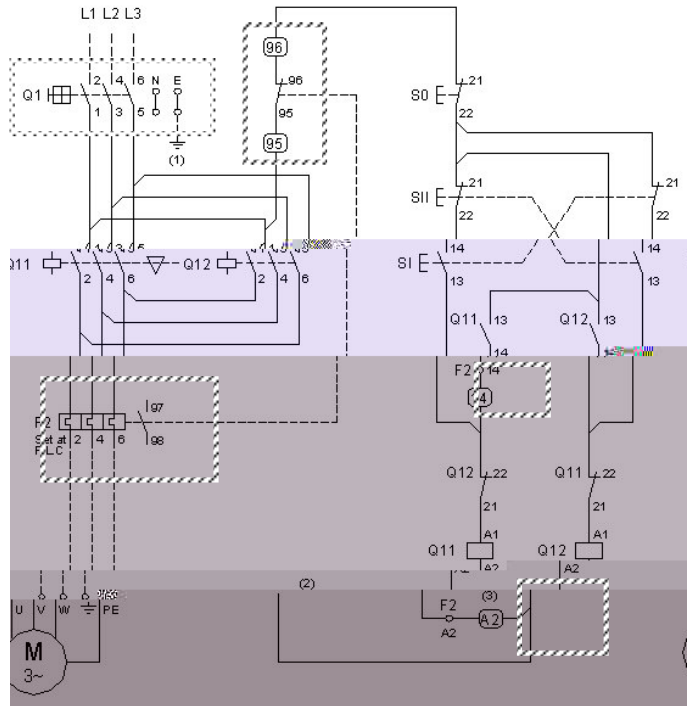 L1 L2 L3
96
2 4 6 N E
96
21
Q1
S0
1 3 5
95
22
(1)
95
21
21
SII
22
22
1 3 5
14
14
Q11
Q12
SI
2 4 6
2 4 6
13
13
Q11
13
Q12
13
14
F2
14
97
F2
Set at
2 4 6
98
F.L.C
Q12
22
Q11
22
21
21
A1
A1
Q11
Q12
A2
A2
(2)
(3)
U V W PE
F2
A2
A2
M
3~